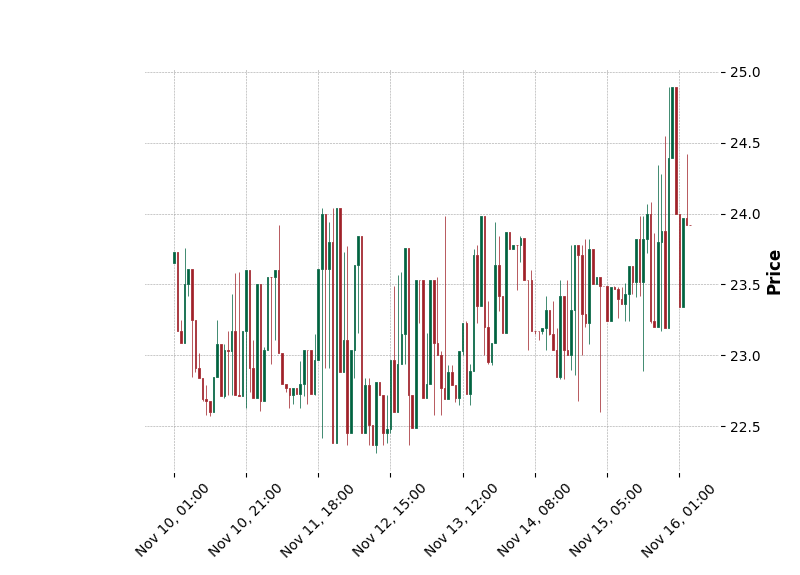 25.0
24.5
24.0
23.5
23.0
22.5
Price
Nov 10, 01:00
Nov 10, 21:00
Nov 11, 18:00
Nov 12, 15:00
Nov 13, 12:00
Nov 14, 08:00
Nov 15, 05:00
Nov 16, 01:00